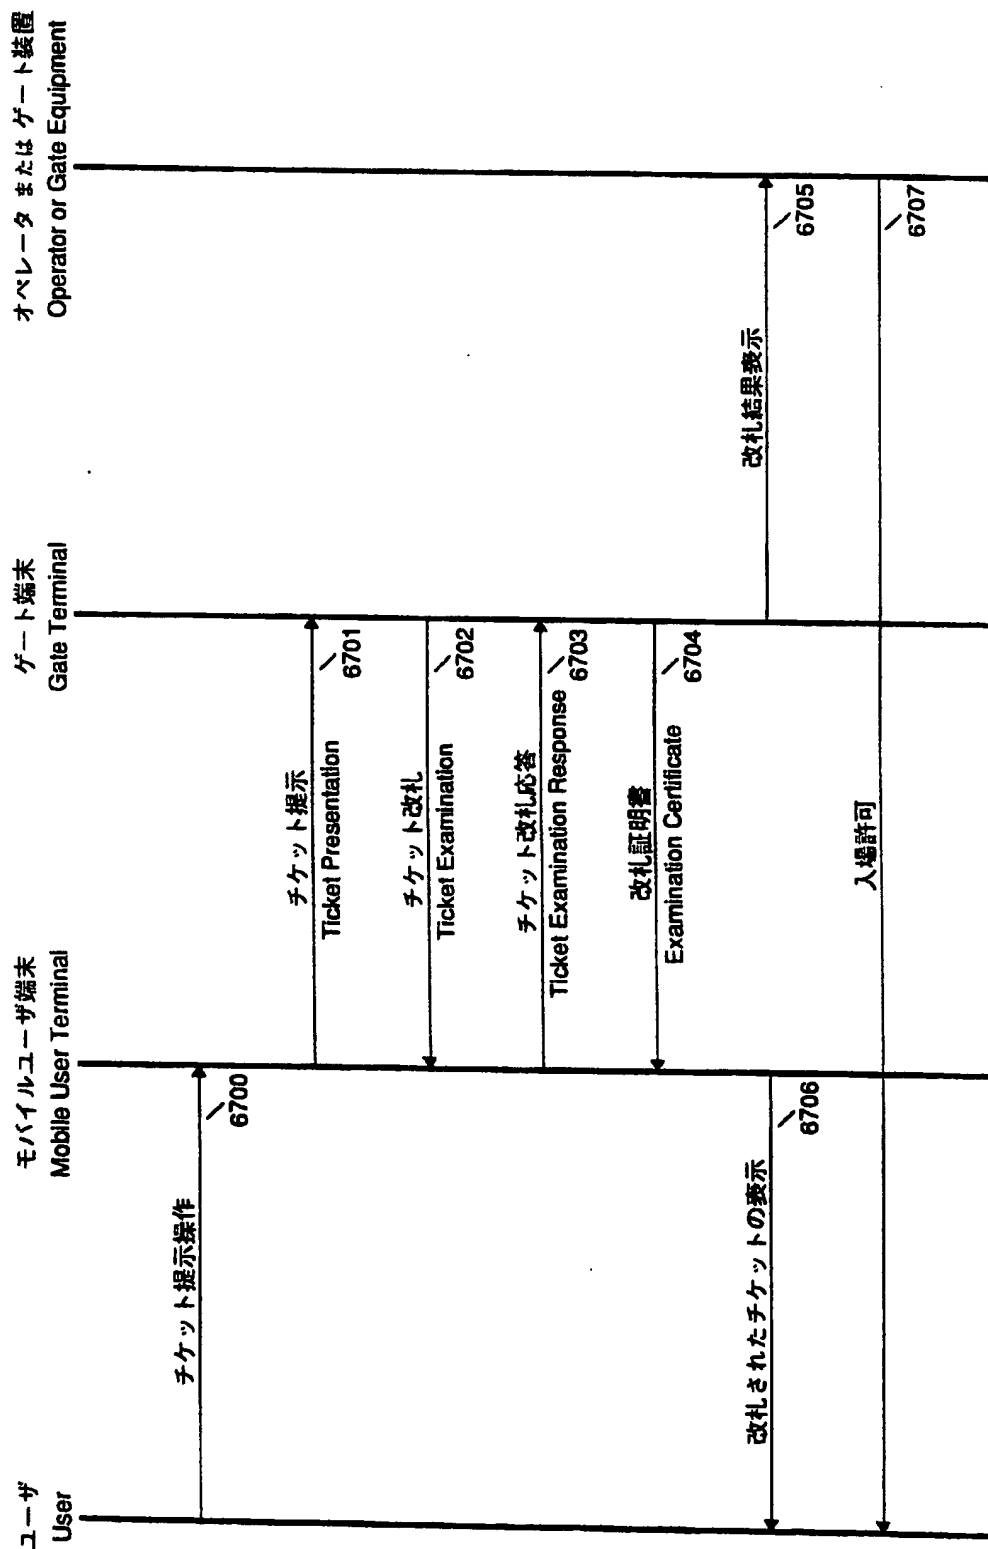 ユーザ
User
モバイルユーザ端末
Mobile User Terminal
ゲート端末
Gate Terminal
オペレータ または ゲート装置
Operator or Gate Equipment
チケット提示操作
6700
チケット提示
Ticket Presentation
6701
チケット改札
Ticket Examination
6702
チケット改札応答
Ticket Examination Response
6703
改札証明書
Examination Certificate
6704
改札結果表示
6705
改札されたチケットの表示
6706
入場許可
6707